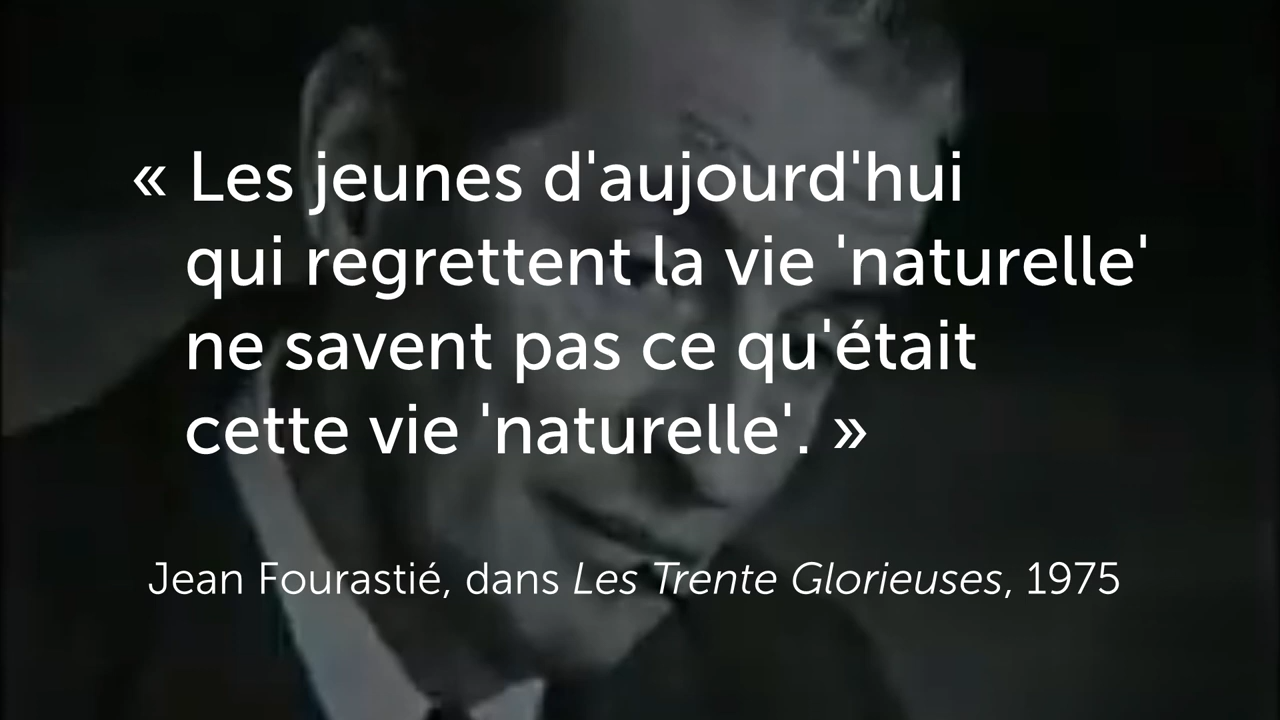 « Les jeunes d'aujourd'hui
qui regrettent la vie 'naturelle'
ne savent pas ce qu'était
cette vie 'naturelle'. »
Jean Fourastié, dans Les Trente Glorieuses, 1975